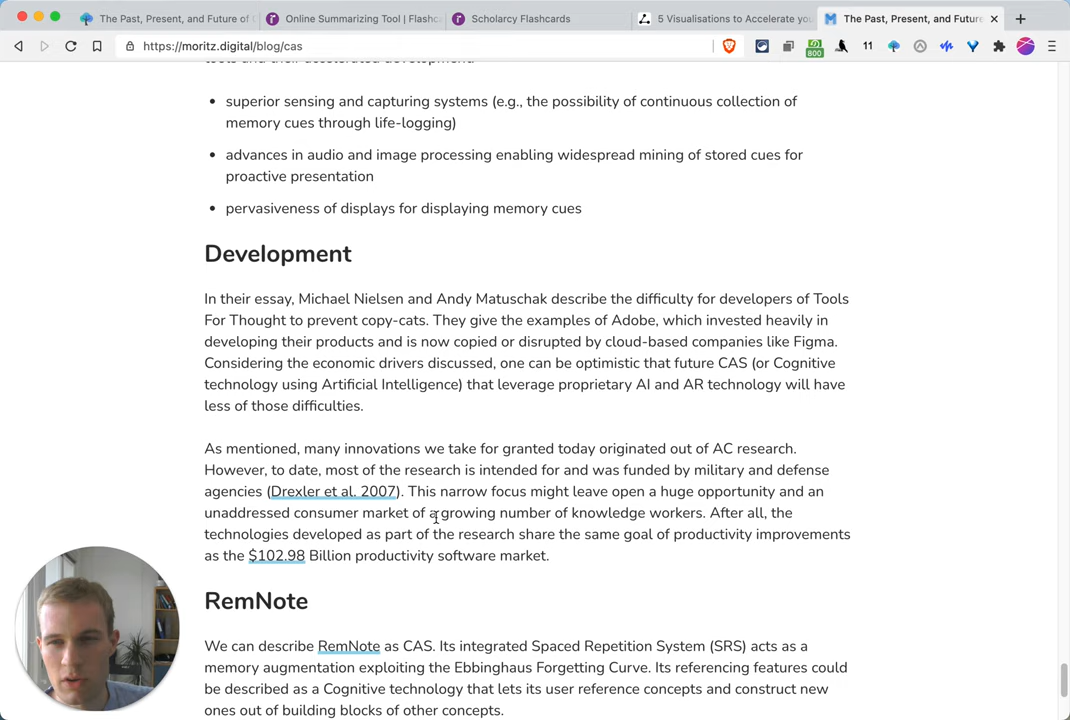 The Past, Present, and Future of
Online Summarizing Tool | Flashc
Scholarcy Flashcards
5 Visualisations to Accelerate you
The Past, Present, and Future
https://moritz.digital/blog/cas
800
11
tools and their accelerated development:
• superior sensing and capturing systems (e.g., the possibility of continuous collection of
memory cues through life-logging)
• advances in audio and image processing enabling widespread mining of stored cues for
proactive presentation
• pervasiveness of displays for displaying memory cues
Development
In their essay, Michael Nielsen and Andy Matuschak describe the difficulty for developers of Tools
For Thought to prevent copy-cats. They give the examples of Adobe, which invested heavily in
developing their products and is now copied or disrupted by cloud-based companies like Figma.
Considering the economic drivers discussed, one can be optimistic that future CAS (or Cognitive
technology using Artificial Intelligence) that leverage proprietary AI and AR technology will have
less of those difficulties.
As mentioned, many innovations we take for granted today originated out of AC research.
However, to date, most of the research is intended for and was funded by military and defense
agencies (Drexler et al. 2007). This narrow focus might leave open a huge opportunity and an
unaddressed consumer market of a growing number of knowledge workers. After all, the
technologies developed as part of the research share the same goal of productivity improvements
as the $102.98 Billion productivity software market.
RemNote
We can describe RemNote as CAS. Its integrated Spaced Repetition System (SRS) acts as a
memory augmentation exploiting the Ebbinghaus Forgetting Curve. Its referencing features could
be described as a Cognitive technology that lets its user reference concepts and construct new
ones out of building blocks of other concepts.